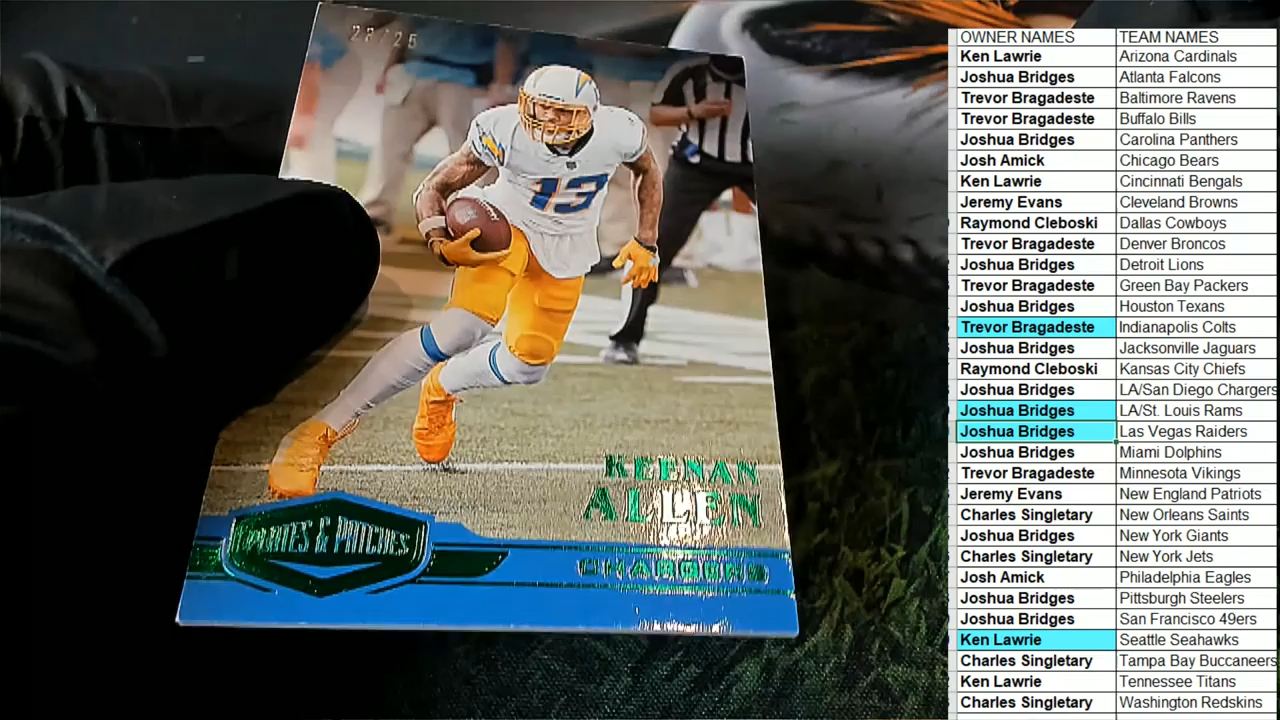 23/25
13
KEENAN
ALLEN
PLATES & PATCHES
CHARGERS
OWNER NAMES TEAM NAMES
Ken Lawrie Arizona Cardinals
Joshua Bridges Atlanta Falcons
Trevor Bragadeste Baltimore Ravens
Trevor Bragadeste Buffalo Bills
Joshua Bridges Carolina Panthers
Josh Amick Chicago Bears
Ken Lawrie Cincinnati Bengals
Jeremy Evans Cleveland Browns
Raymond Cleboski Dallas Cowboys
Trevor Bragadeste Denver Broncos
Joshua Bridges Detroit Lions
Trevor Bragadeste Green Bay Packers
Joshua Bridges Houston Texans
Trevor Bragadeste Indianapolis Colts
Joshua Bridges Jacksonville Jaguars
Raymond Cleboski Kansas City Chiefs
Joshua Bridges LA/San Diego Chargers
Joshua Bridges LA/St. Louis Rams
Joshua Bridges Las Vegas Raiders
Joshua Bridges Miami Dolphins
Trevor Bragadeste Minnesota Vikings
Jeremy Evans New England Patriots
Charles Singletary New Orleans Saints
Joshua Bridges New York Giants
Charles Singletary New York Jets
Josh Amick Philadelphia Eagles
Joshua Bridges Pittsburgh Steelers
Joshua Bridges San Francisco 49ers
Ken Lawrie Seattle Seahawks
Charles Singletary Tampa Bay Buccaneers
Ken Lawrie Tennessee Titans
Charles Singletary Washington Redskins